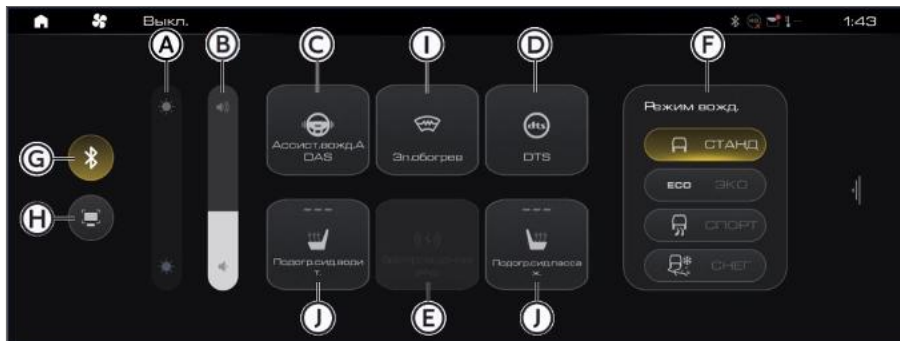 Выкл.
1:43
A
B
C
I
D
F
Режим вожд.
СТАНД
ECO ЭКО
СПОРТ
СНЕГ
G
H
Ассист.вожд.A
DAS
Эл.обогрев
dts
DTS
Подогр.сид.води
т.
Подогр.сид.пасса
ж.
J
E
J